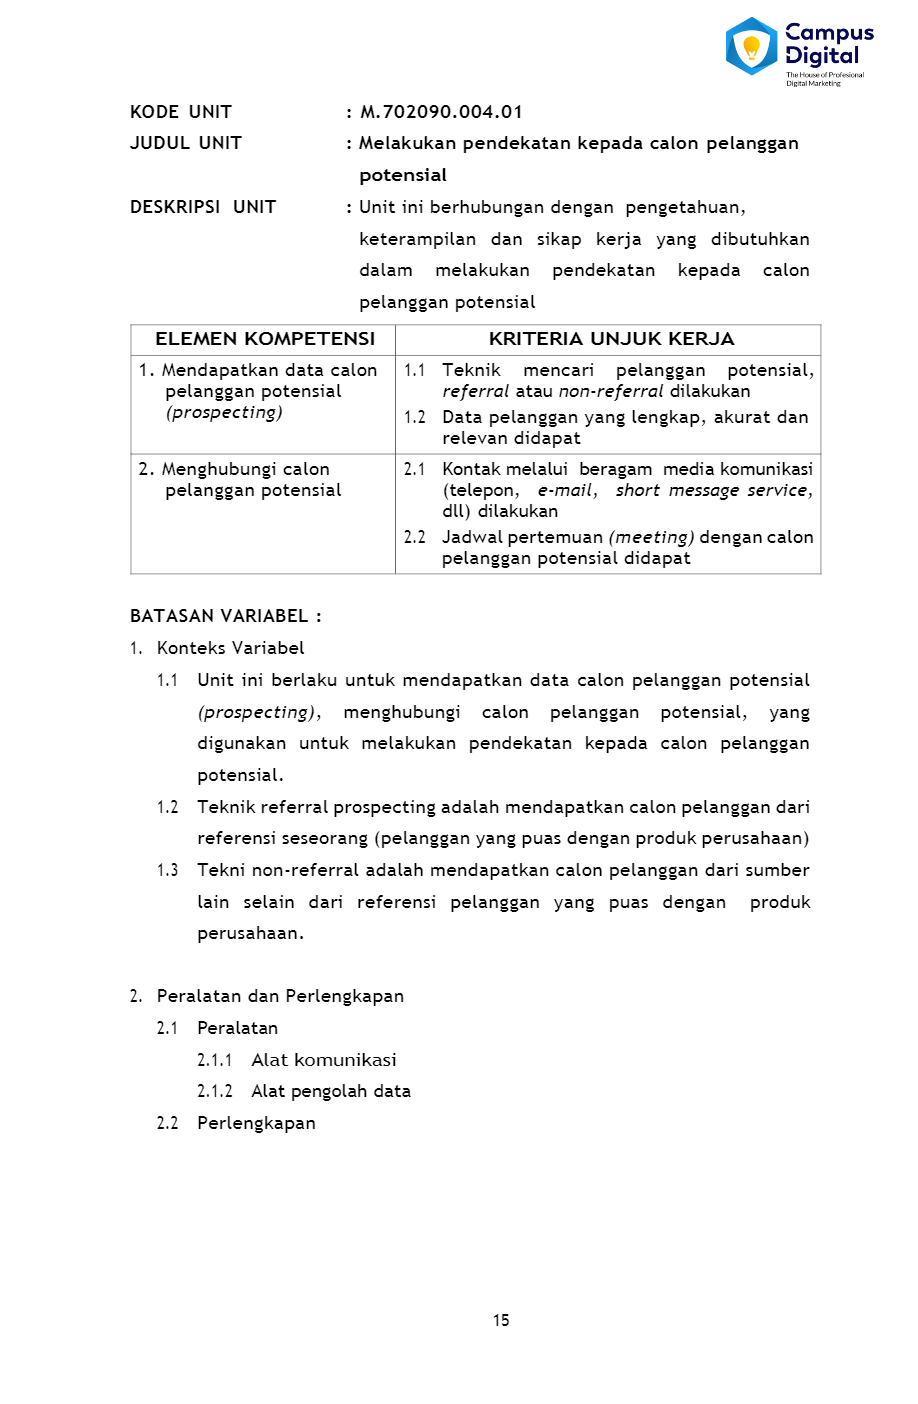 Campus
Digital
The House of Profesional
Digital Marketing
KODE UNIT : M.702090.004.01
JUDUL UNIT : Melakukan pendekatan kepada calon pelanggan
potensial
DESKRIPSI UNIT : Unit ini berhubungan dengan pengetahuan,
keterampilan dan sikap kerja yang dibutuhkan
dalam melakukan pendekatan kepada calon
pelanggan potensial
ELEMEN KOMPETENSI KRITERIA UNJUK KERJA
1. Mendapatkan data calon
pelanggan potensial
(prospecting)
1.1 Teknik mencari pelanggan potensial,
referral atau non-referral dilakukan
1.2 Data pelanggan yang lengkap, akurat dan
relevan didapat
2. Menghubungi calon
pelanggan potensial
2.1 Kontak melalui beragam media komunikasi
(telepon, e-mail, short message service,
dll) dilakukan
2.2 Jadwal pertemuan (meeting) dengan calon
pelanggan potensial didapat
BATASAN VARIABEL :
1. Konteks Variabel
1.1 Unit ini berlaku untuk mendapatkan data calon pelanggan potensial
(prospecting), menghubungi calon pelanggan potensial, yang
digunakan untuk melakukan pendekatan kepada calon pelanggan
potensial.
1.2 Teknik referral prospecting adalah mendapatkan calon pelanggan dari
referensi seseorang (pelanggan yang puas dengan produk perusahaan)
1.3 Tekni non-referral adalah mendapatkan calon pelanggan dari sumber
lain selain dari referensi pelanggan yang puas dengan produk
perusahaan.
2. Peralatan dan Perlengkapan
2.1 Peralatan
2.1.1 Alat komunikasi
2.1.2 Alat pengolah data
2.2 Perlengkapan
15